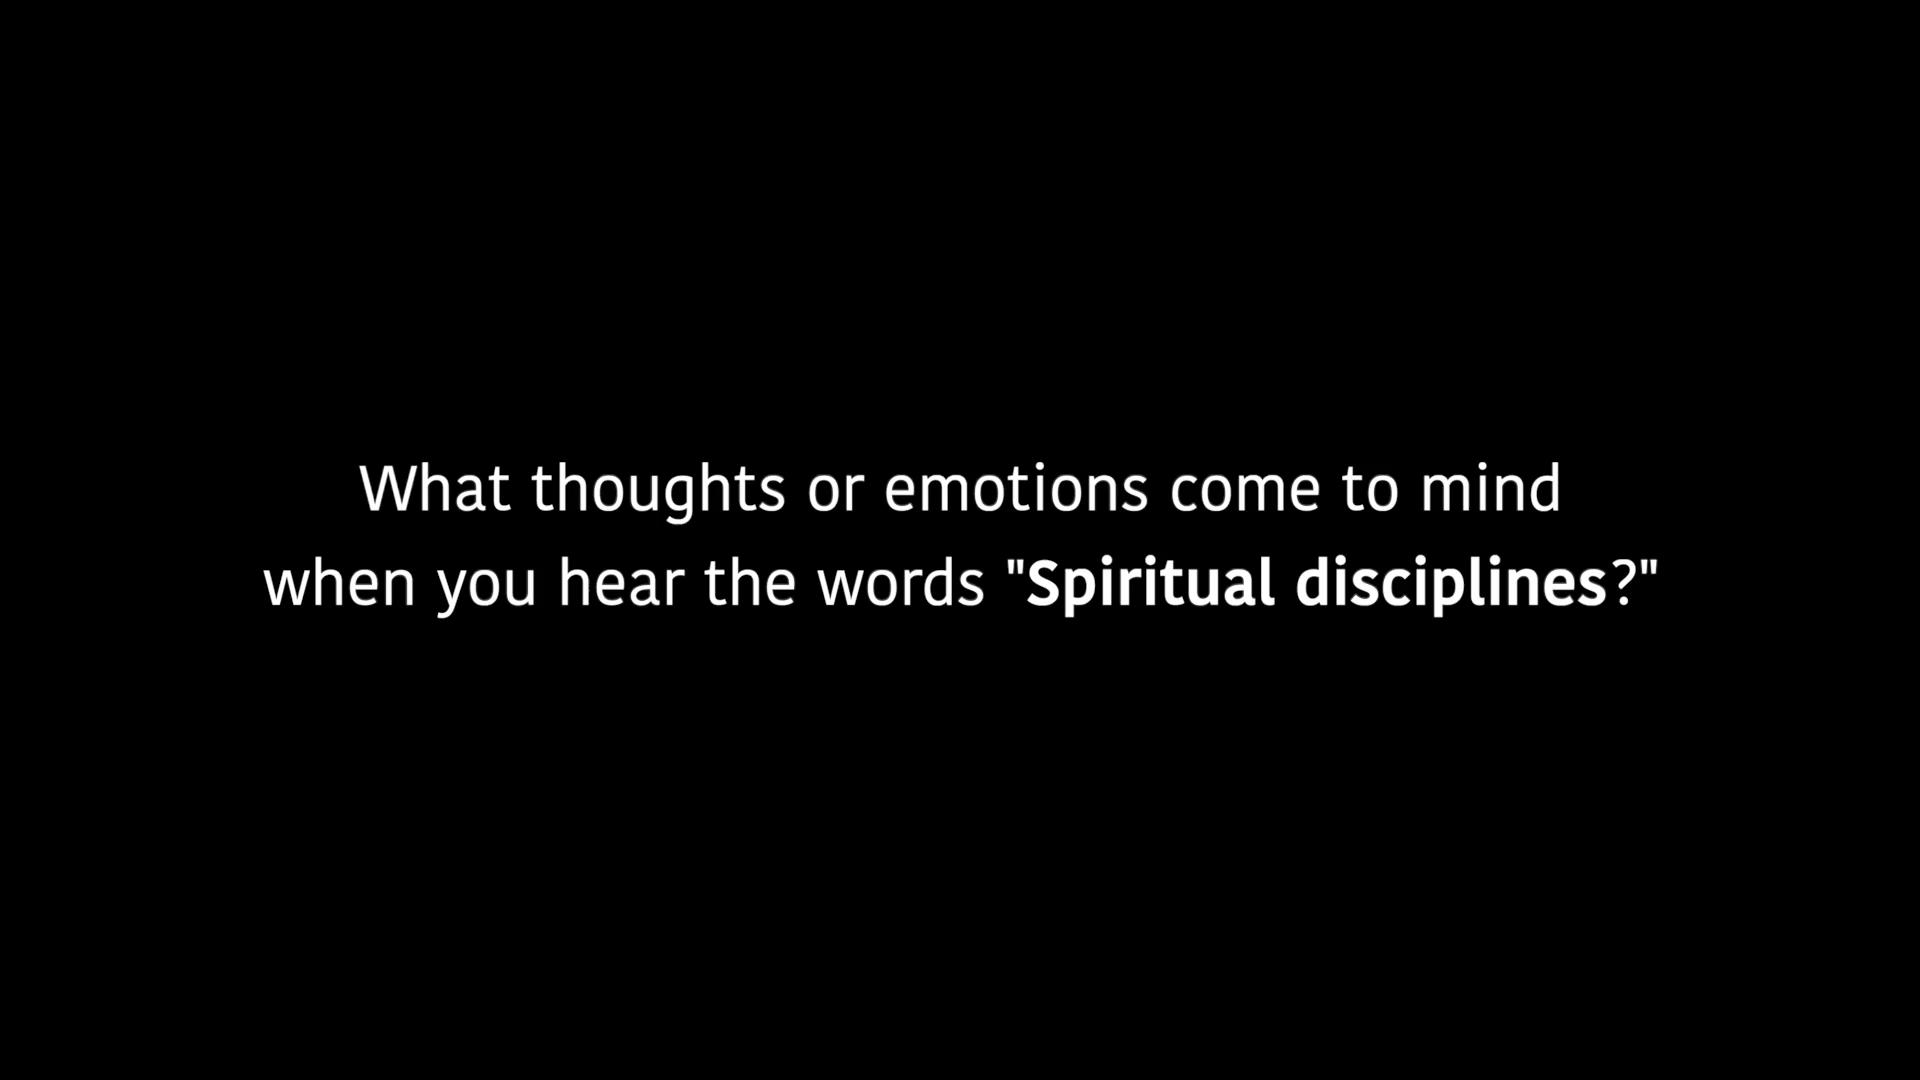 What thoughts or emotions come to mind
when you hear the words "Spiritual disciplines?"